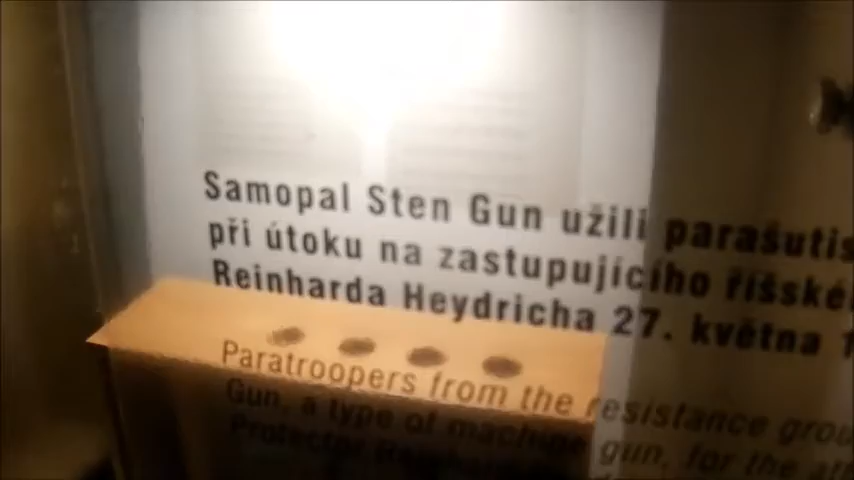 Samopal Sten Gun užili parašutis
při útoku na zastupujícího říšské
Reinharda Heydricha 27. května 1
Paratroopers from the resistance grou
Gun, a type of machine gun, for the att
Protector